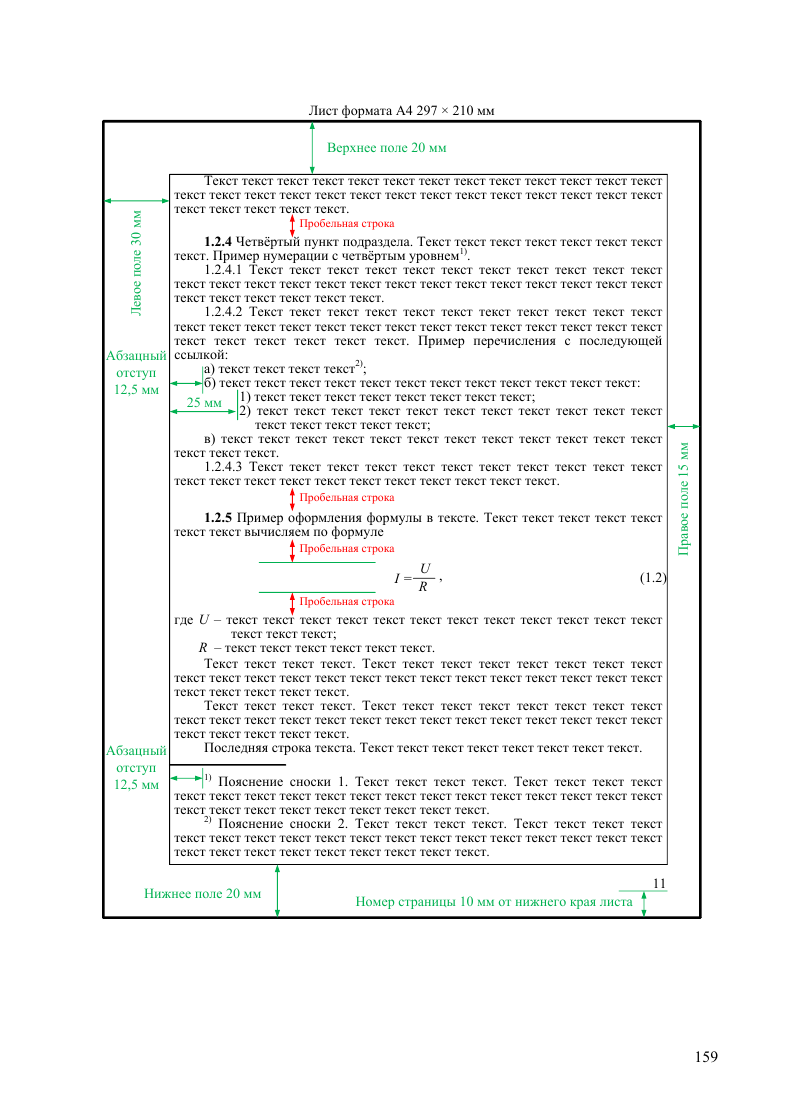 Лист формата А4 297 × 210 мм
Верхнее поле 20 мм
Текст текст текст текст текст текст текст текст текст текст текст текст текст
текст текст текст текст текст текст текст текст текст текст текст текст текст текст
текст текст текст текст текст.
Левое поле 30 мм
Пробельная строка
1.2.4 Четвёртый пункт подраздела. Текст текст текст текст текст текст текст
текст. Пример нумерации с четвёртым уровнем1).
1.2.4.1 Текст текст текст текст текст текст текст текст текст текст текст
текст текст текст текст текст текст текст текст текст текст текст текст текст текст
текст текст текст текст текст текст.
1.2.4.2 Текст текст текст текст текст текст текст текст текст текст текст
текст текст текст текст текст текст текст текст текст текст текст текст текст текст
текст текст текст текст текст текст. Пример перечисления с последующей
ссылкой:
Абзацный
отступ
12,5 мм
а) текст текст текст текст2);
б) текст текст текст текст текст текст текст текст текст текст текст текст:
25 мм
1) текст текст текст текст текст текст текст текст;
2) текст текст текст текст текст текст текст текст текст текст текст
текст текст текст текст текст;
в) текст текст текст текст текст текст текст текст текст текст текст текст
текст текст текст.
1.2.4.3 Текст текст текст текст текст текст текст текст текст текст текст
текст текст текст текст текст текст текст текст текст текст текст.
Правое поле 15 мм
Пробельная строка
1.2.5 Пример оформления формулы в тексте. Текст текст текст текст текст
текст текст вычисляем по формуле
Пробельная строка
I = U/R , (1.2)
Пробельная строка
где U – текст текст текст текст текст текст текст текст текст текст текст текст
текст текст текст;
R – текст текст текст текст текст текст.
Текст текст текст текст. Текст текст текст текст текст текст текст текст
текст текст текст текст текст текст текст текст текст текст текст текст текст текст
текст текст текст текст текст.
Текст текст текст текст. Текст текст текст текст текст текст текст текст
текст текст текст текст текст текст текст текст текст текст текст текст текст текст
текст текст текст текст текст.
Последняя строка текста. Текст текст текст текст текст текст текст текст.
Абзацный
отступ
12,5 мм
1) Пояснение сноски 1. Текст текст текст текст. Текст текст текст текст
текст текст текст текст текст текст текст текст текст текст текст текст текст текст
текст текст текст текст текст текст текст текст текст.
2) Пояснение сноски 2. Текст текст текст текст. Текст текст текст текст
текст текст текст текст текст текст текст текст текст текст текст текст текст текст
текст текст текст текст текст текст текст текст текст.
11
Нижнее поле 20 мм
Номер страницы 10 мм от нижнего края листа
159